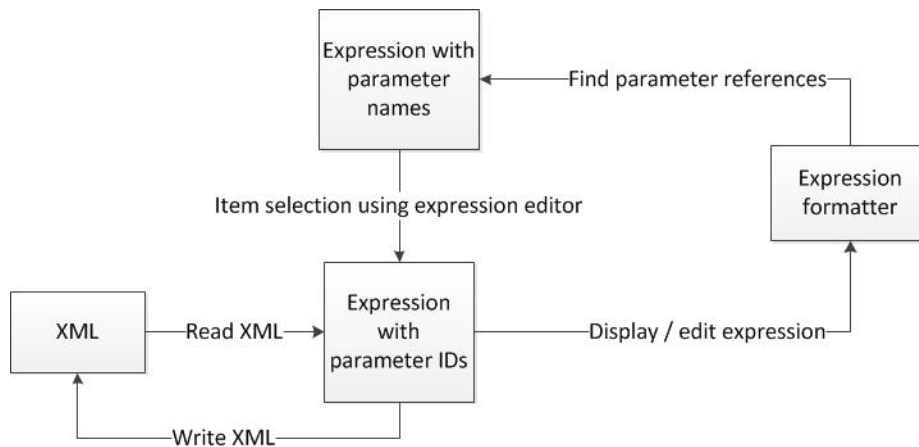 Expression with
parameter
names
Find parameter references
Expression
formatter
Item selection using expression editor
Expression
with
parameter IDs
XML
Read XML
Display / edit expression
Write XML